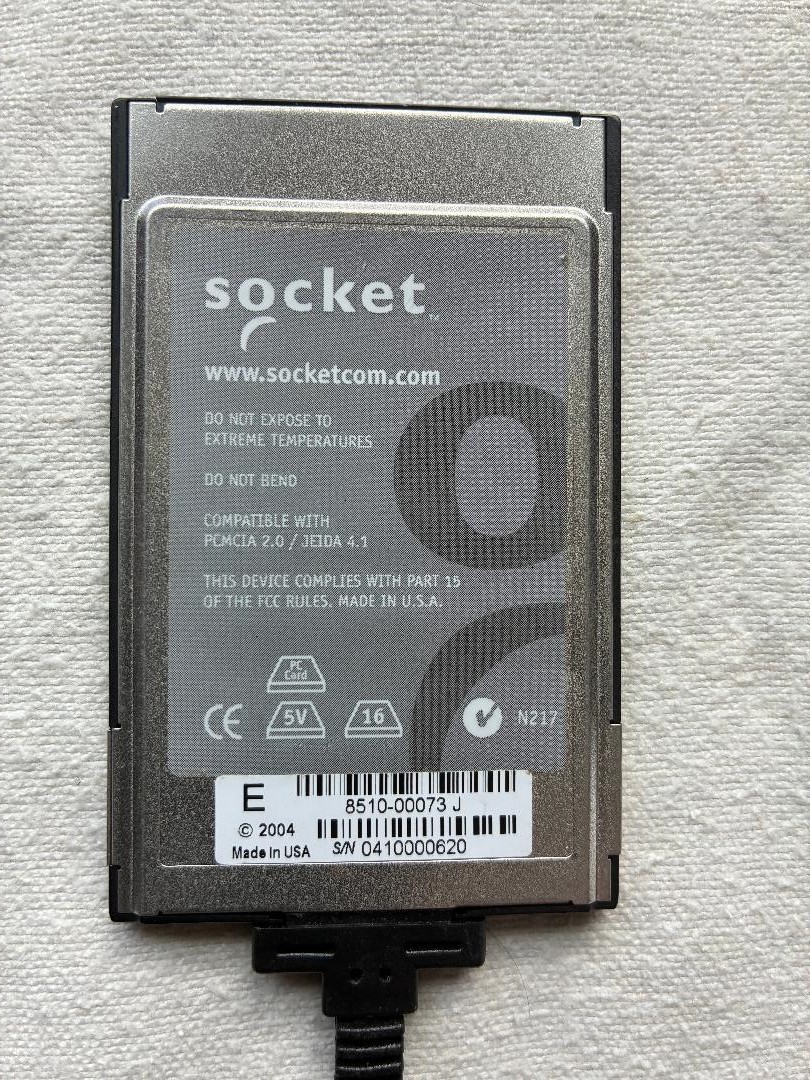 socket™
www.socketcom.com
DO NOT EXPOSE TO
EXTREME TEMPERATURES
DO NOT BEND
COMPATIBLE WITH
PCMCIA 2.0 / JEIDA 4.1
THIS DEVICE COMPLIES WITH PART 15
OF THE FCC RULES. MADE IN U.S.A.
PC
Card
CE 5V 16 N217
E
8510-00073 J
© 2004
Made In USA S/N 0410000620